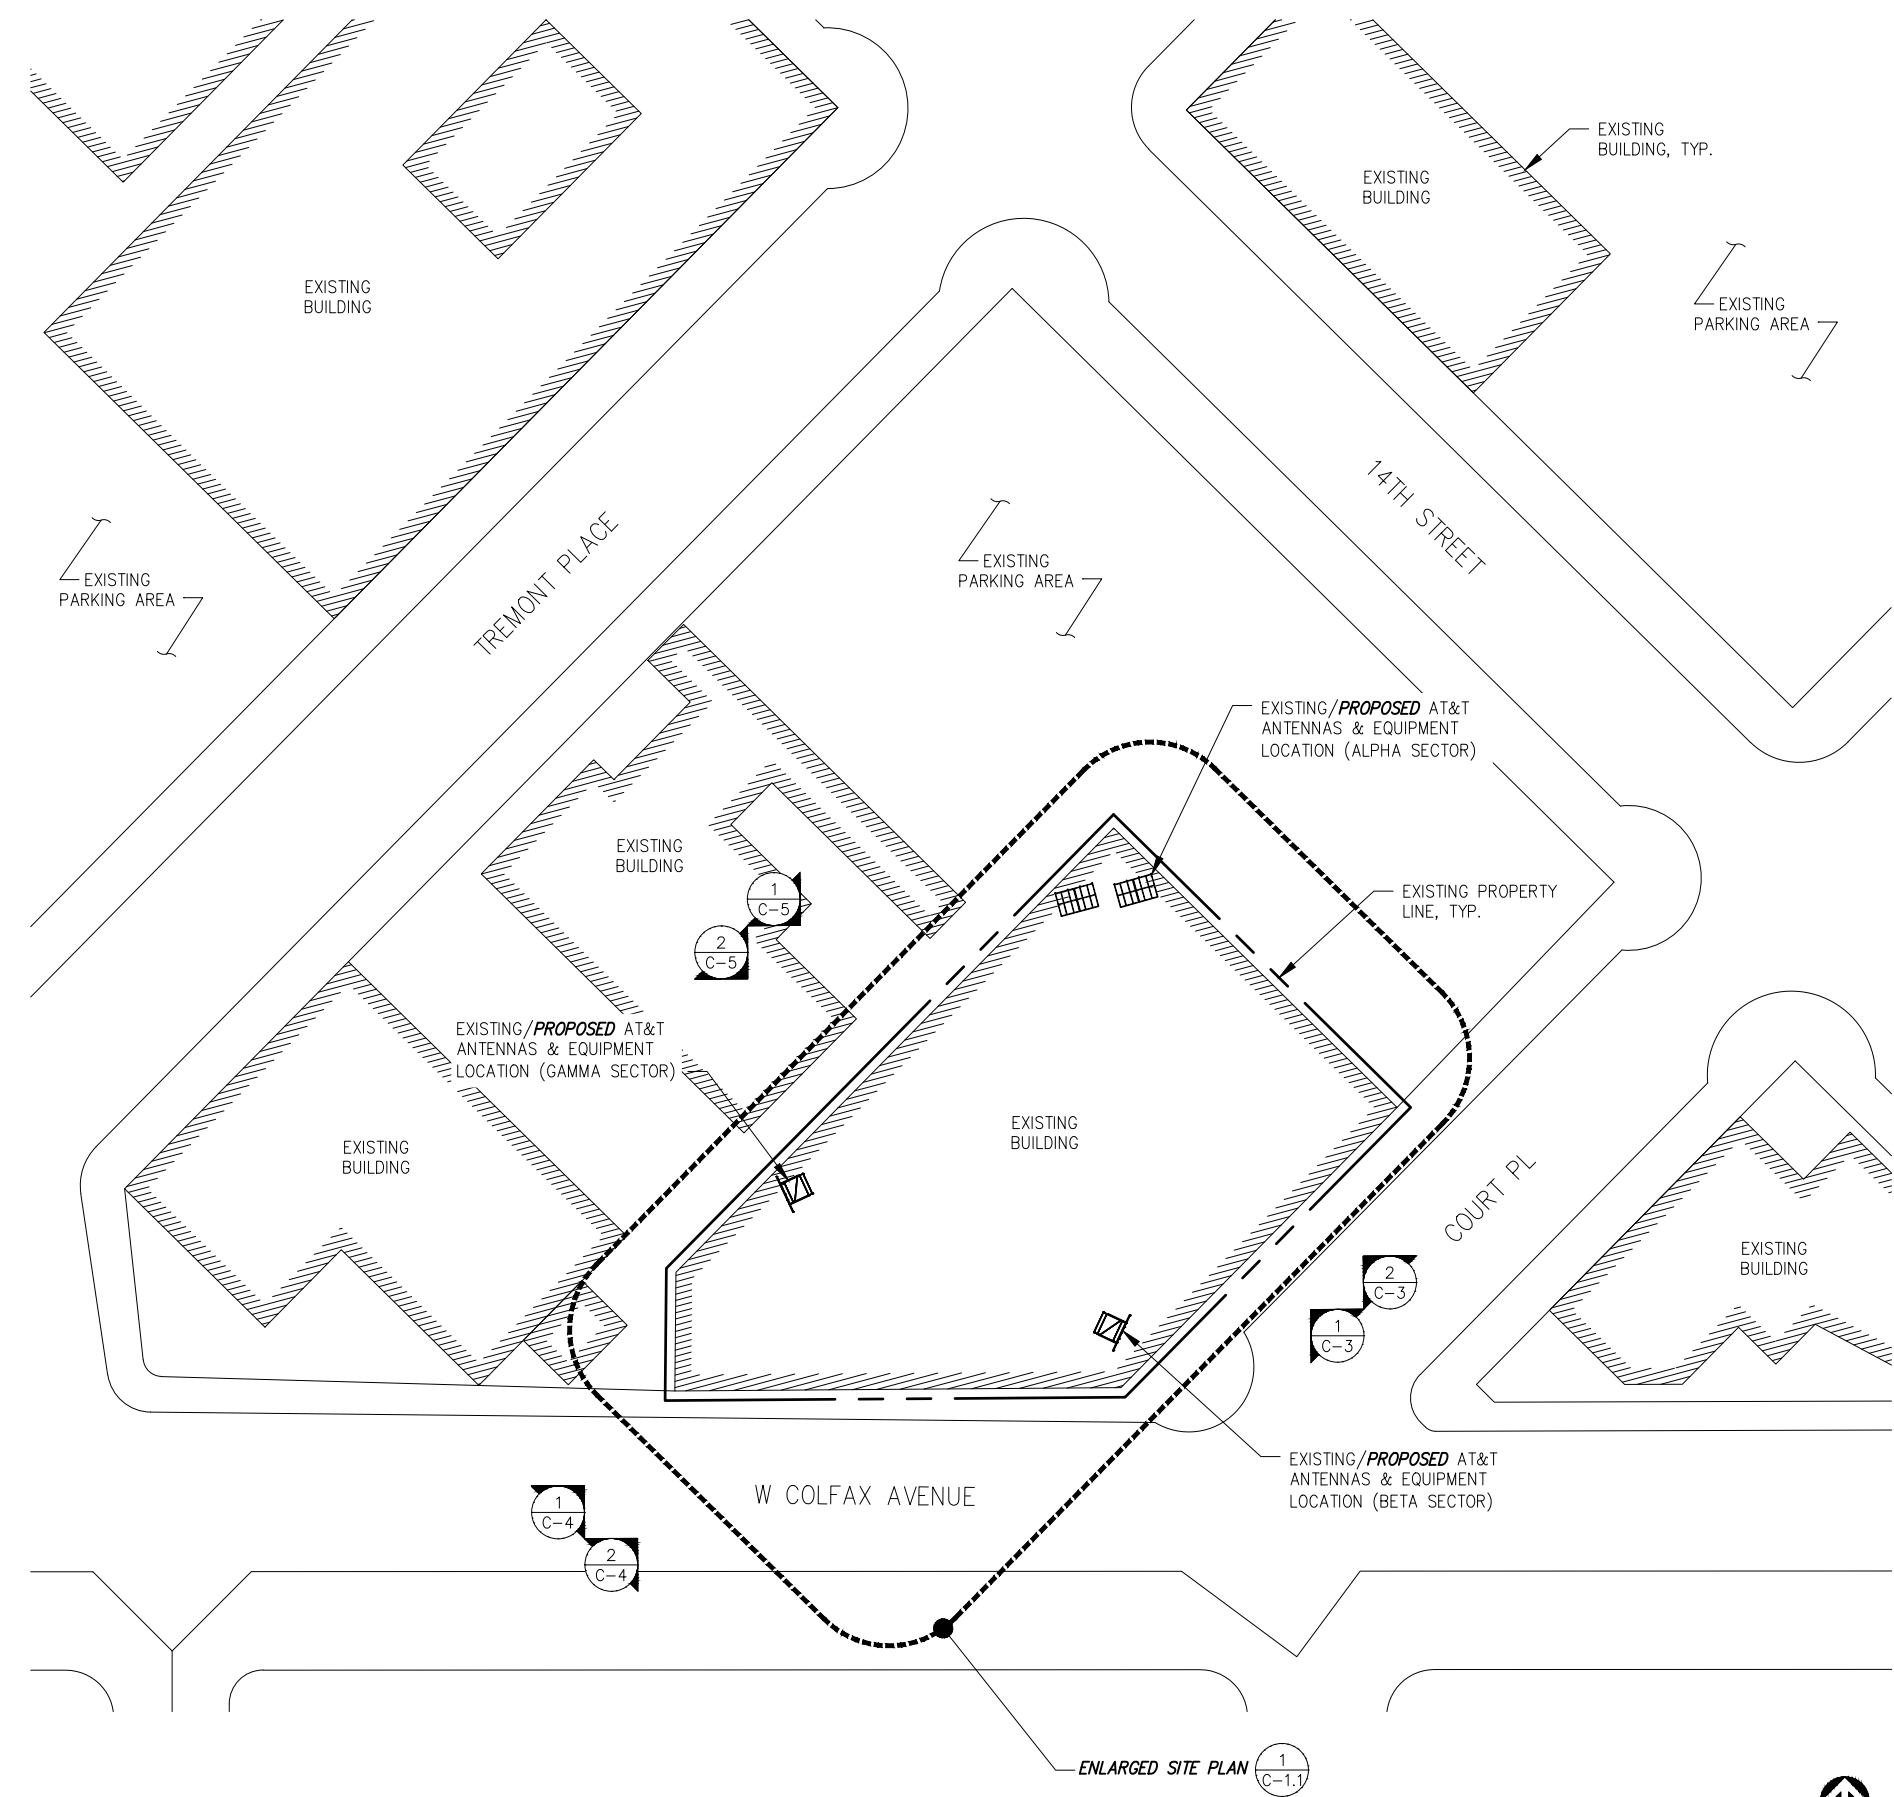 EXISTING
BUILDING, TYP.
EXISTING
BUILDING
EXISTING
BUILDING
EXISTING
PARKING AREA
14TH STREET
TREMONT PLACE
EXISTING
PARKING AREA
EXISTING
PARKING AREA
EXISTING/PROPOSED AT&T
ANTENNAS & EQUIPMENT
LOCATION (ALPHA SECTOR)
EXISTING
BUILDING
1
C-5
2
C-5
EXISTING PROPERTY
LINE, TYP.
EXISTING/PROPOSED AT&T
ANTENNAS & EQUIPMENT
LOCATION (GAMMA SECTOR)
EXISTING
BUILDING
EXISTING
BUILDING
COURT PL
EXISTING
BUILDING
2
C-3
1
C-3
EXISTING/PROPOSED AT&T
ANTENNAS & EQUIPMENT
LOCATION (BETA SECTOR)
W COLFAX AVENUE
1
C-4
2
C-4
ENLARGED SITE PLAN
1
C-1.1